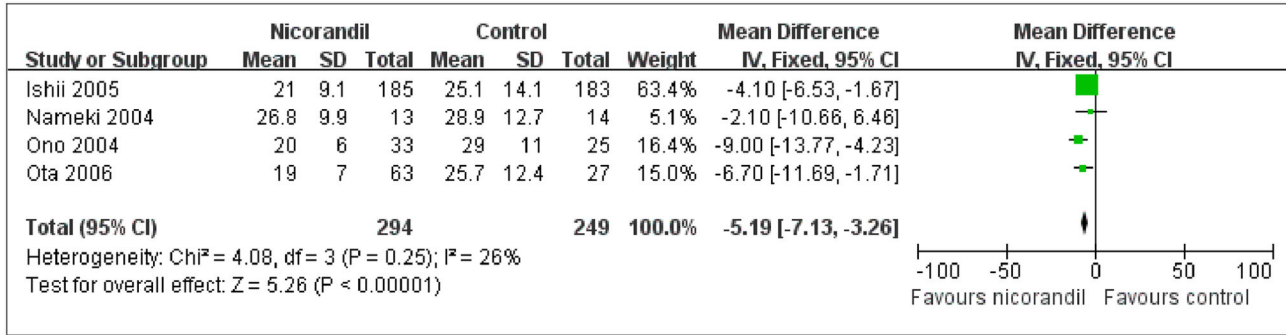 Nicorandil Control Mean Difference Mean Difference
Study or Subgroup Mean SD Total Mean SD Total Weight IV, Fixed, 95% CI IV, Fixed, 95% CI
Ishii 2005 21 9.1 185 25.1 14.1 183 63.4% -4.10 [-6.53, -1.67]
Nameki 2004 26.8 9.9 13 28.9 12.7 14 5.1% -2.10 [-10.66, 6.46]
Ono 2004 20 6 33 29 11 25 16.4% -9.00 [-13.77, -4.23]
Ota 2006 19 7 63 25.7 12.4 27 15.0% -6.70 [-11.69, -1.71]
Total (95% CI) 294 249 100.0% -5.19 [-7.13, -3.26]
Heterogeneity: Chi² = 4.08, df = 3 (P = 0.25); I² = 26%
Test for overall effect: Z = 5.26 (P < 0.00001)
-100 -50 0 50 100
Favours nicorandil Favours control